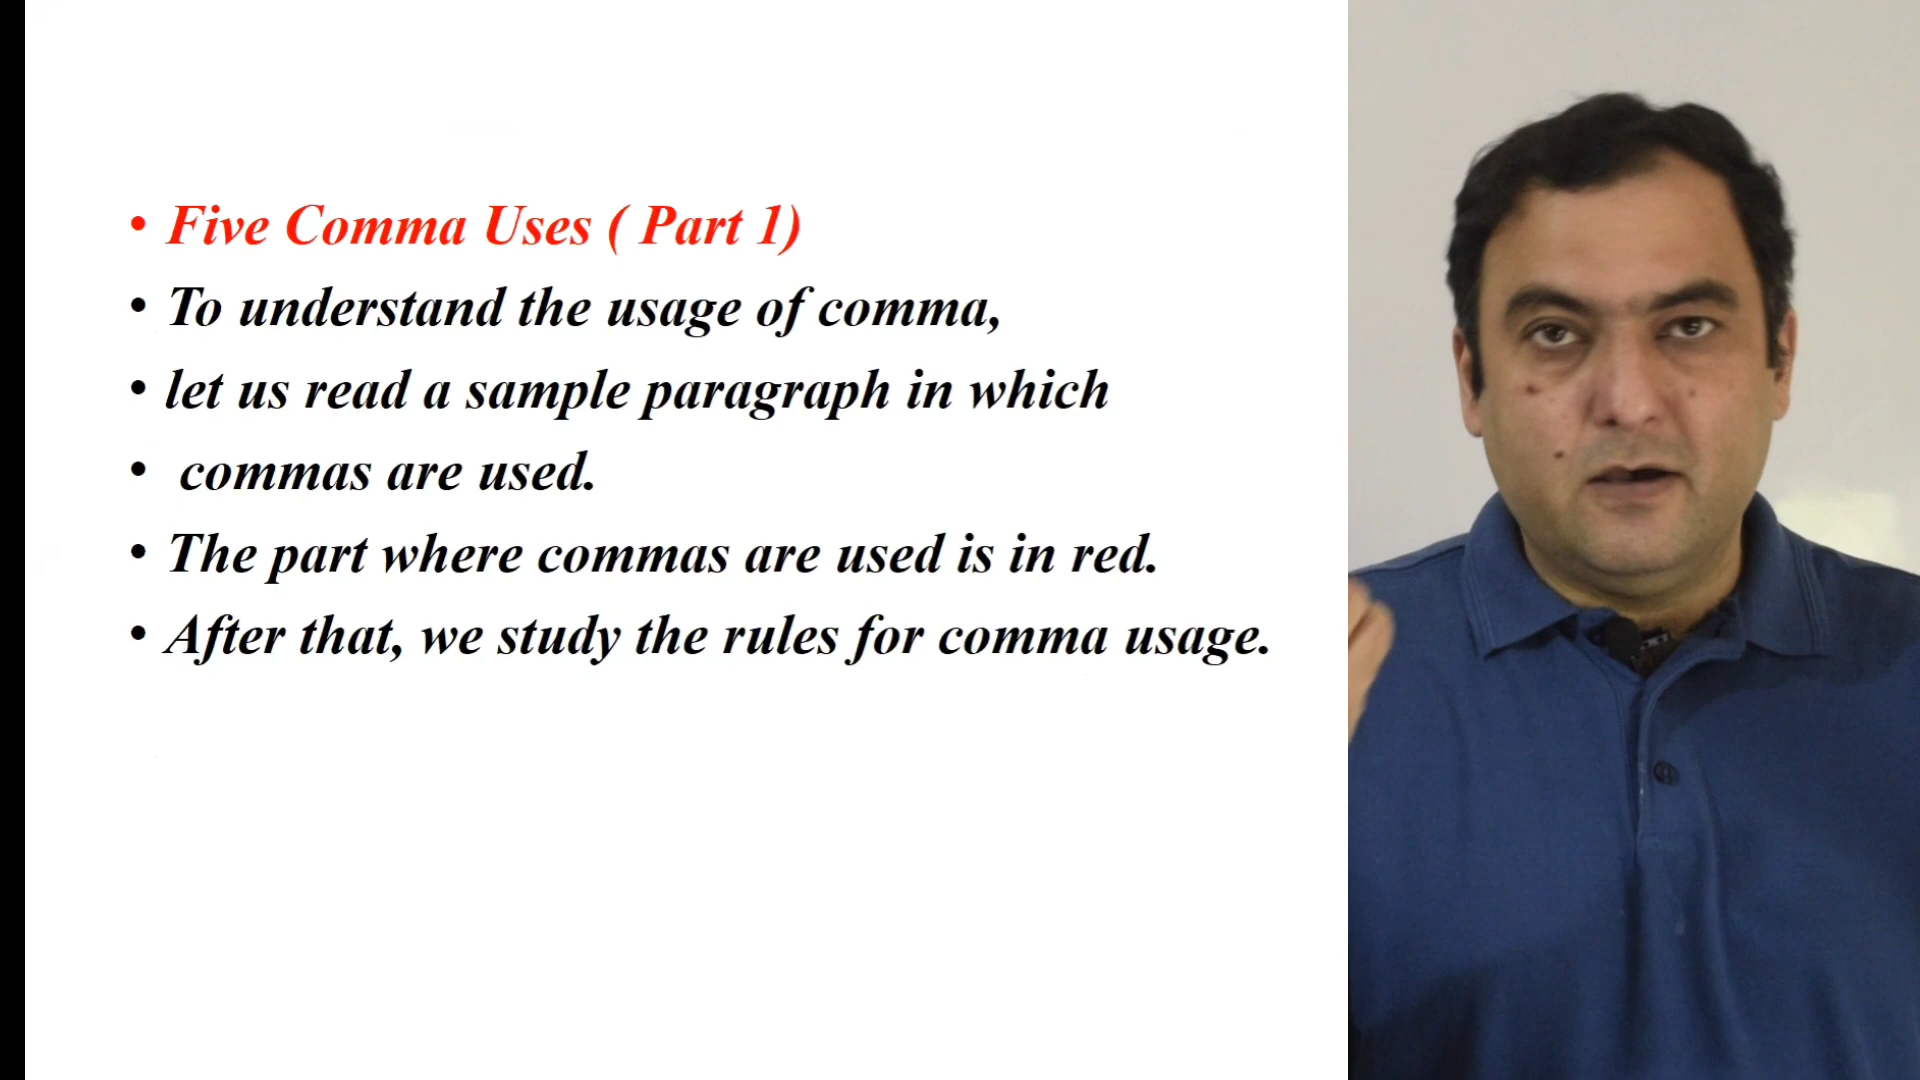 • Five Comma Uses ( Part 1)
• To understand the usage of comma,
• let us read a sample paragraph in which
• commas are used.
• The part where commas are used is in red.
• After that, we study the rules for comma usage.